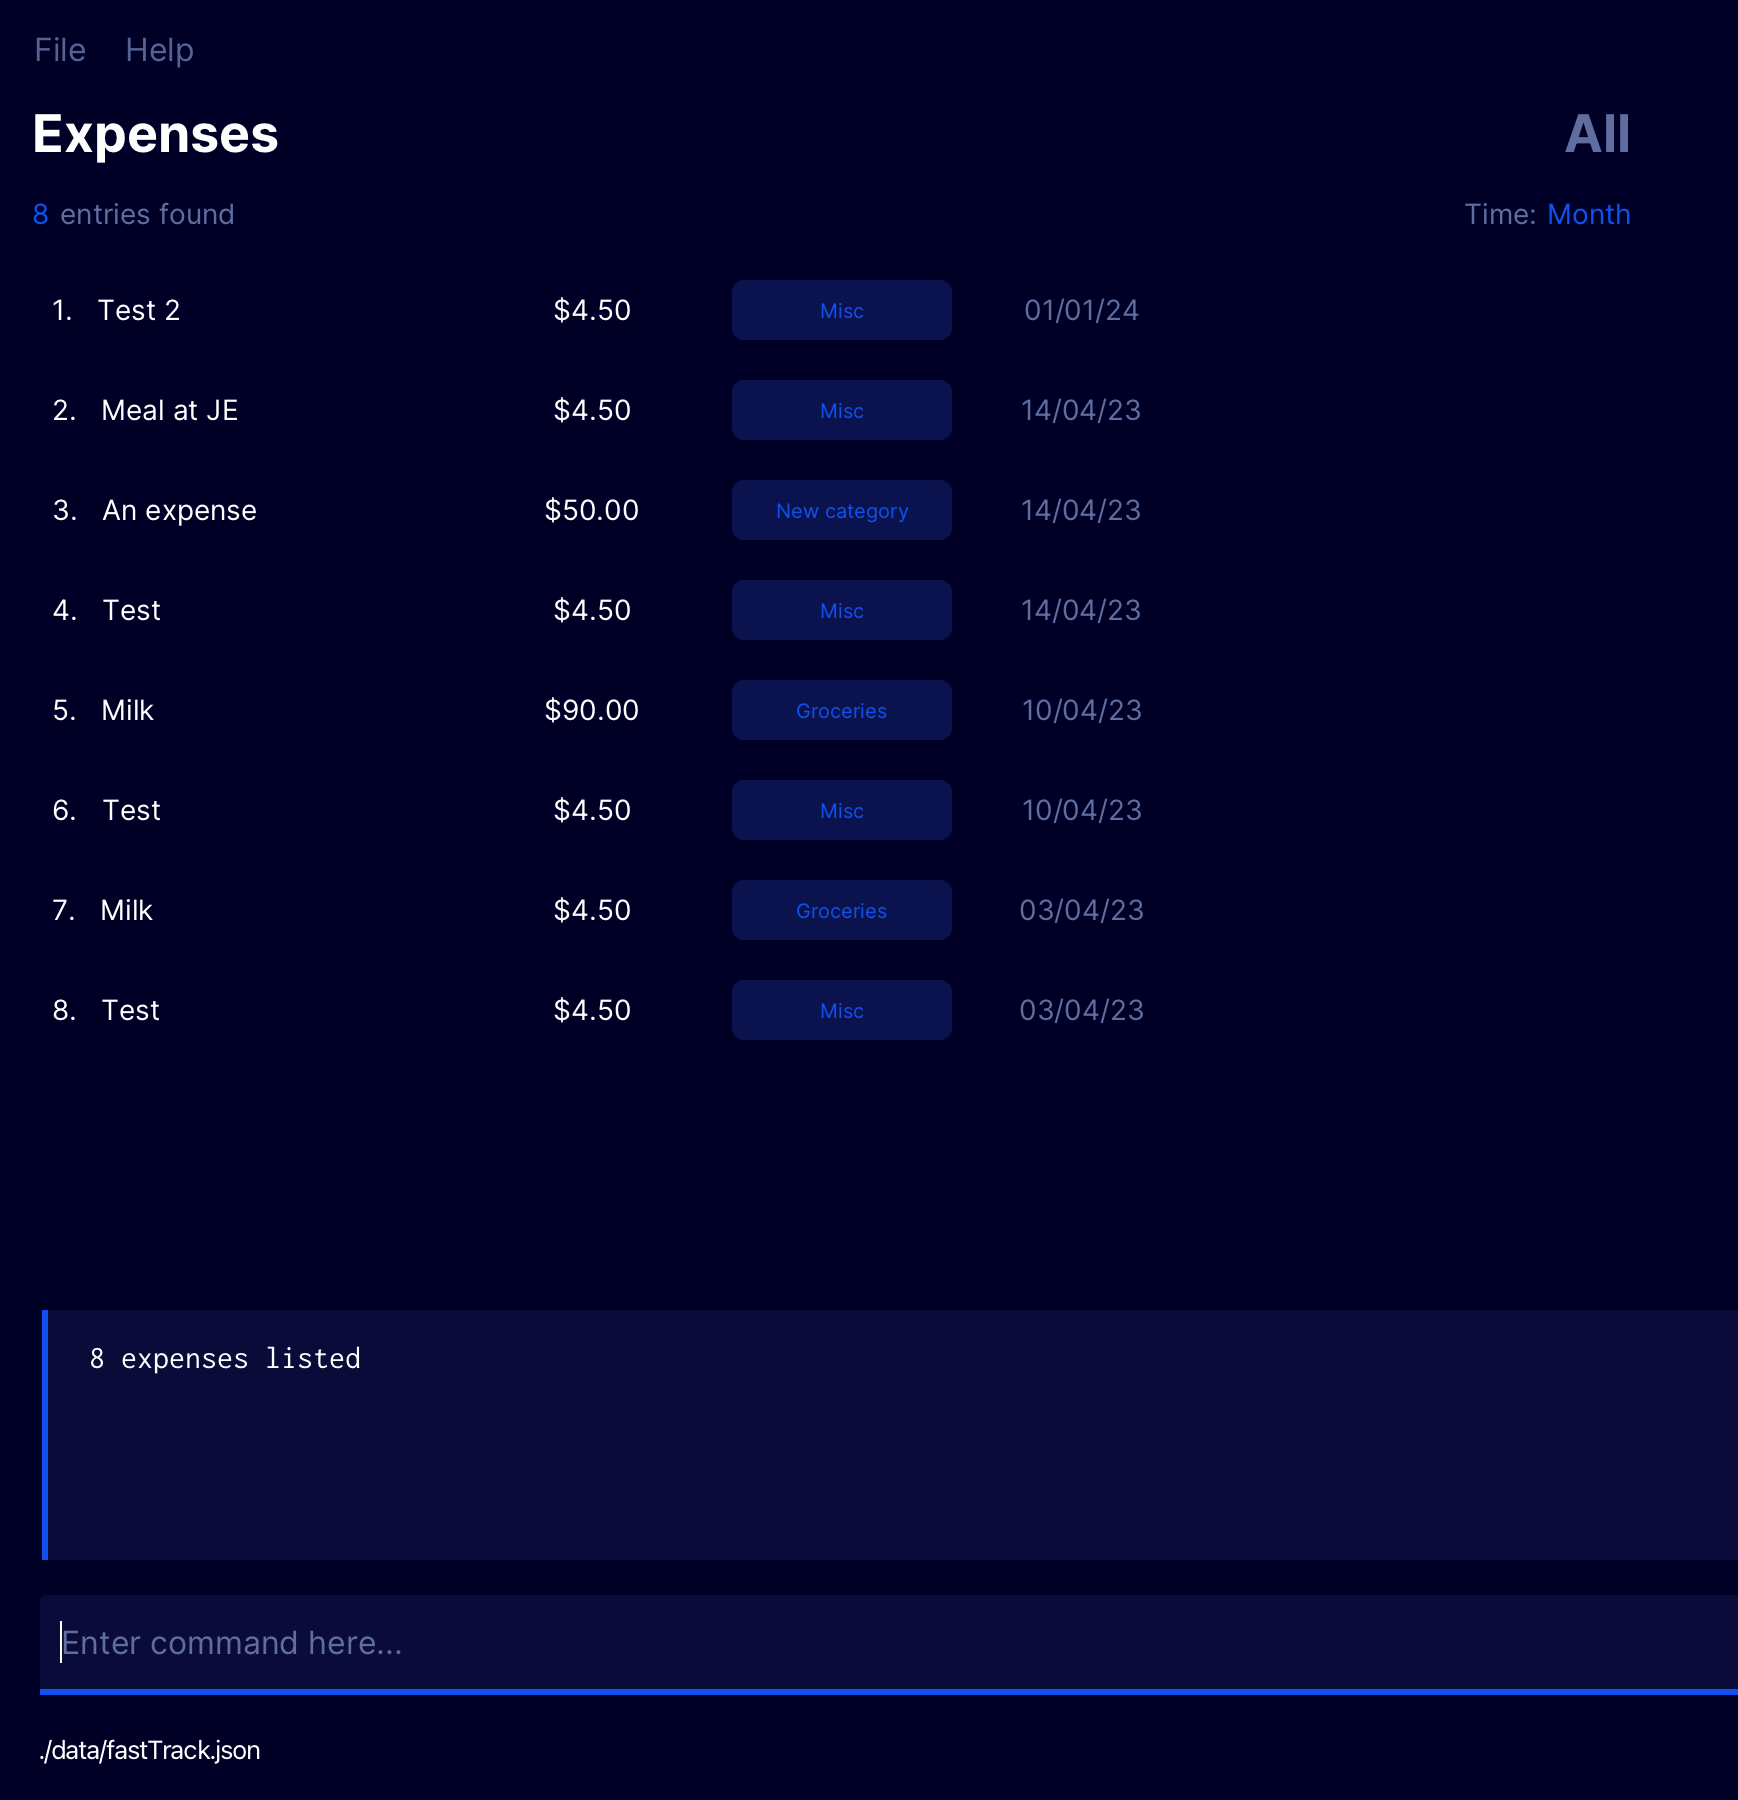 File Help
Expenses All
8 entries found Time: Month
1. Test 2 $4.50 Misc 01/01/24
2. Meal at JE $4.50 Misc 14/04/23
3. An expense $50.00 New category 14/04/23
4. Test $4.50 Misc 14/04/23
5. Milk $90.00 Groceries 10/04/23
6. Test $4.50 Misc 10/04/23
7. Milk $4.50 Groceries 03/04/23
8. Test $4.50 Misc 03/04/23
8 expenses listed
Enter command here...
./data/fastTrack.json